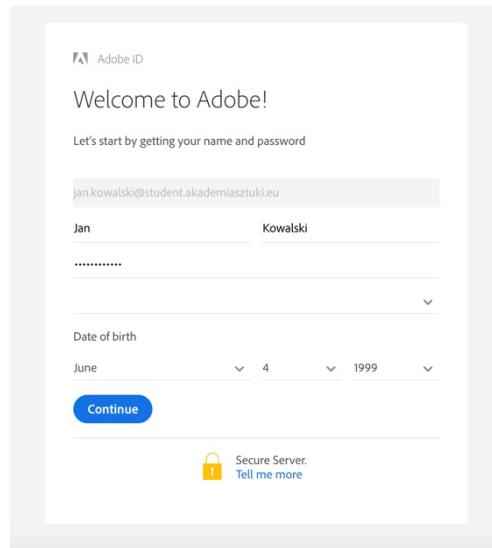 Adobe ID
Welcome to Adobe!
Let's start by getting your name and password
jan.kowalski@student.akademiasztuki.eu
Jan Kowalski
••••••••••••
Date of birth
June 4 1999
Continue
Secure Server.
Tell me more